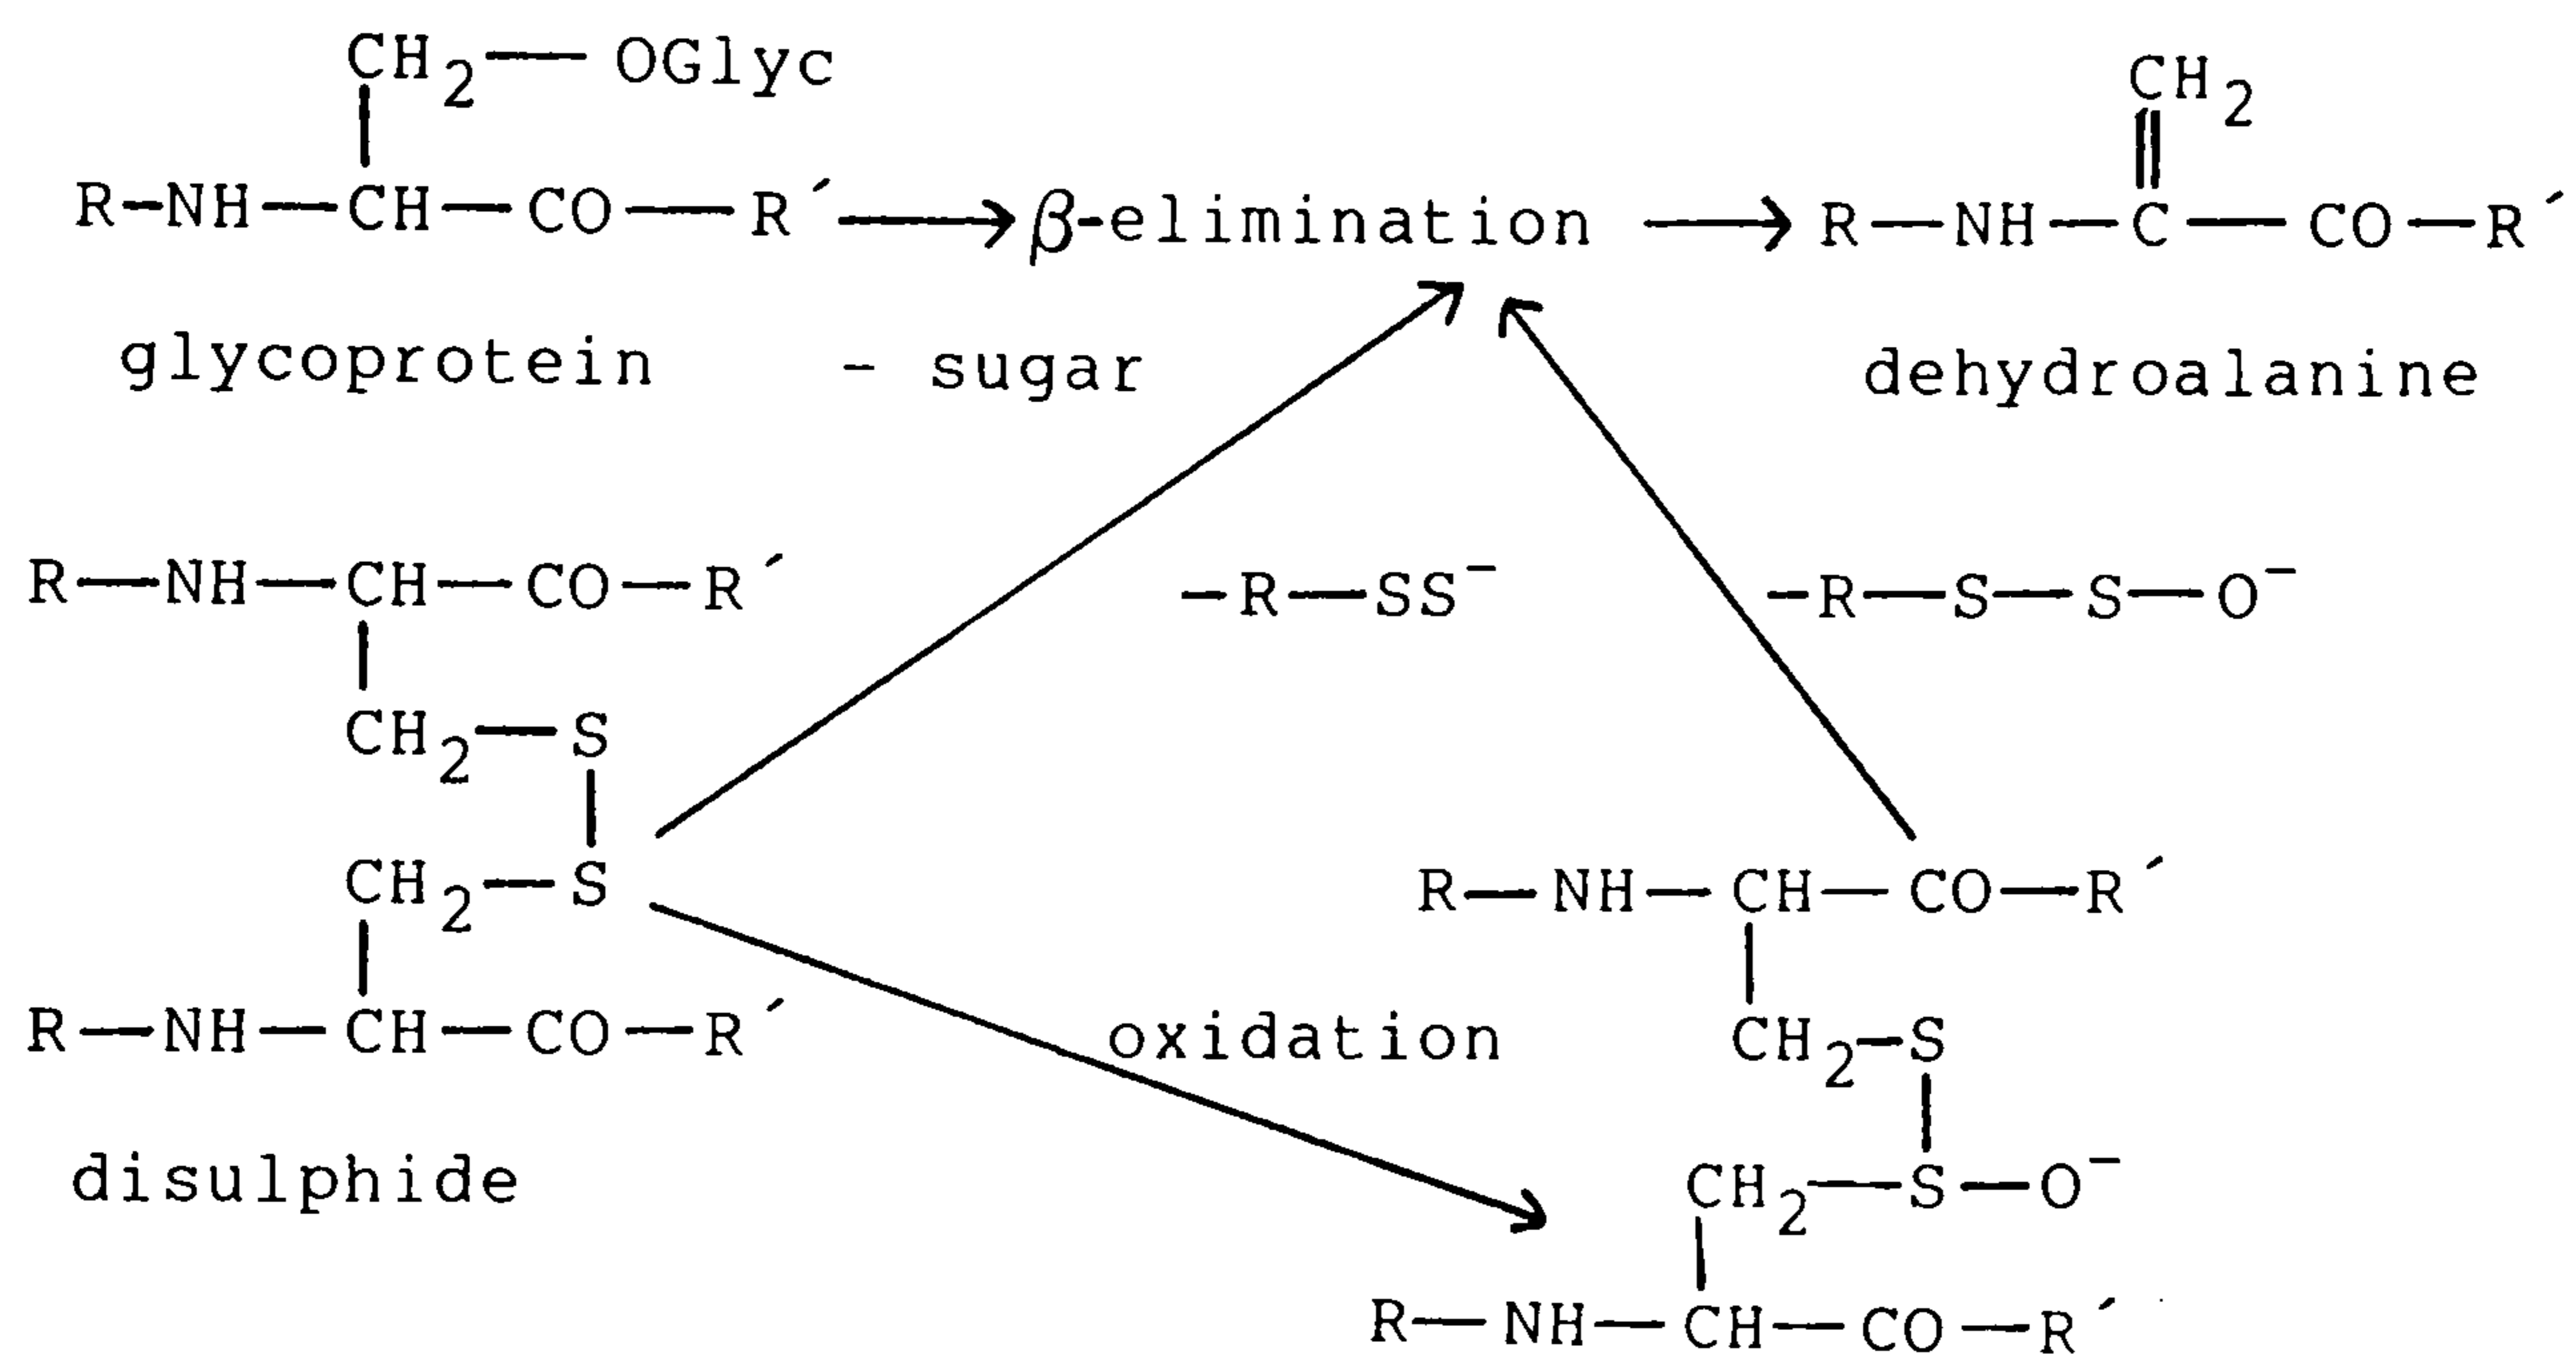 CH2— OGlyc
CH2
R—NH—CH—CO—R′ → β-elimination → R—NH—C—CO—R′
glycoprotein - sugar dehydroalanine
R—NH—CH—CO—R′ -R—SS⁻ -R—S—S—O⁻
CH2—S
CH2—S R—NH—CH—CO—R′
R—NH—CH—CO—R′ oxidation CH2—S
disulphide CH2—S—O⁻
R—NH—CH—CO—R′